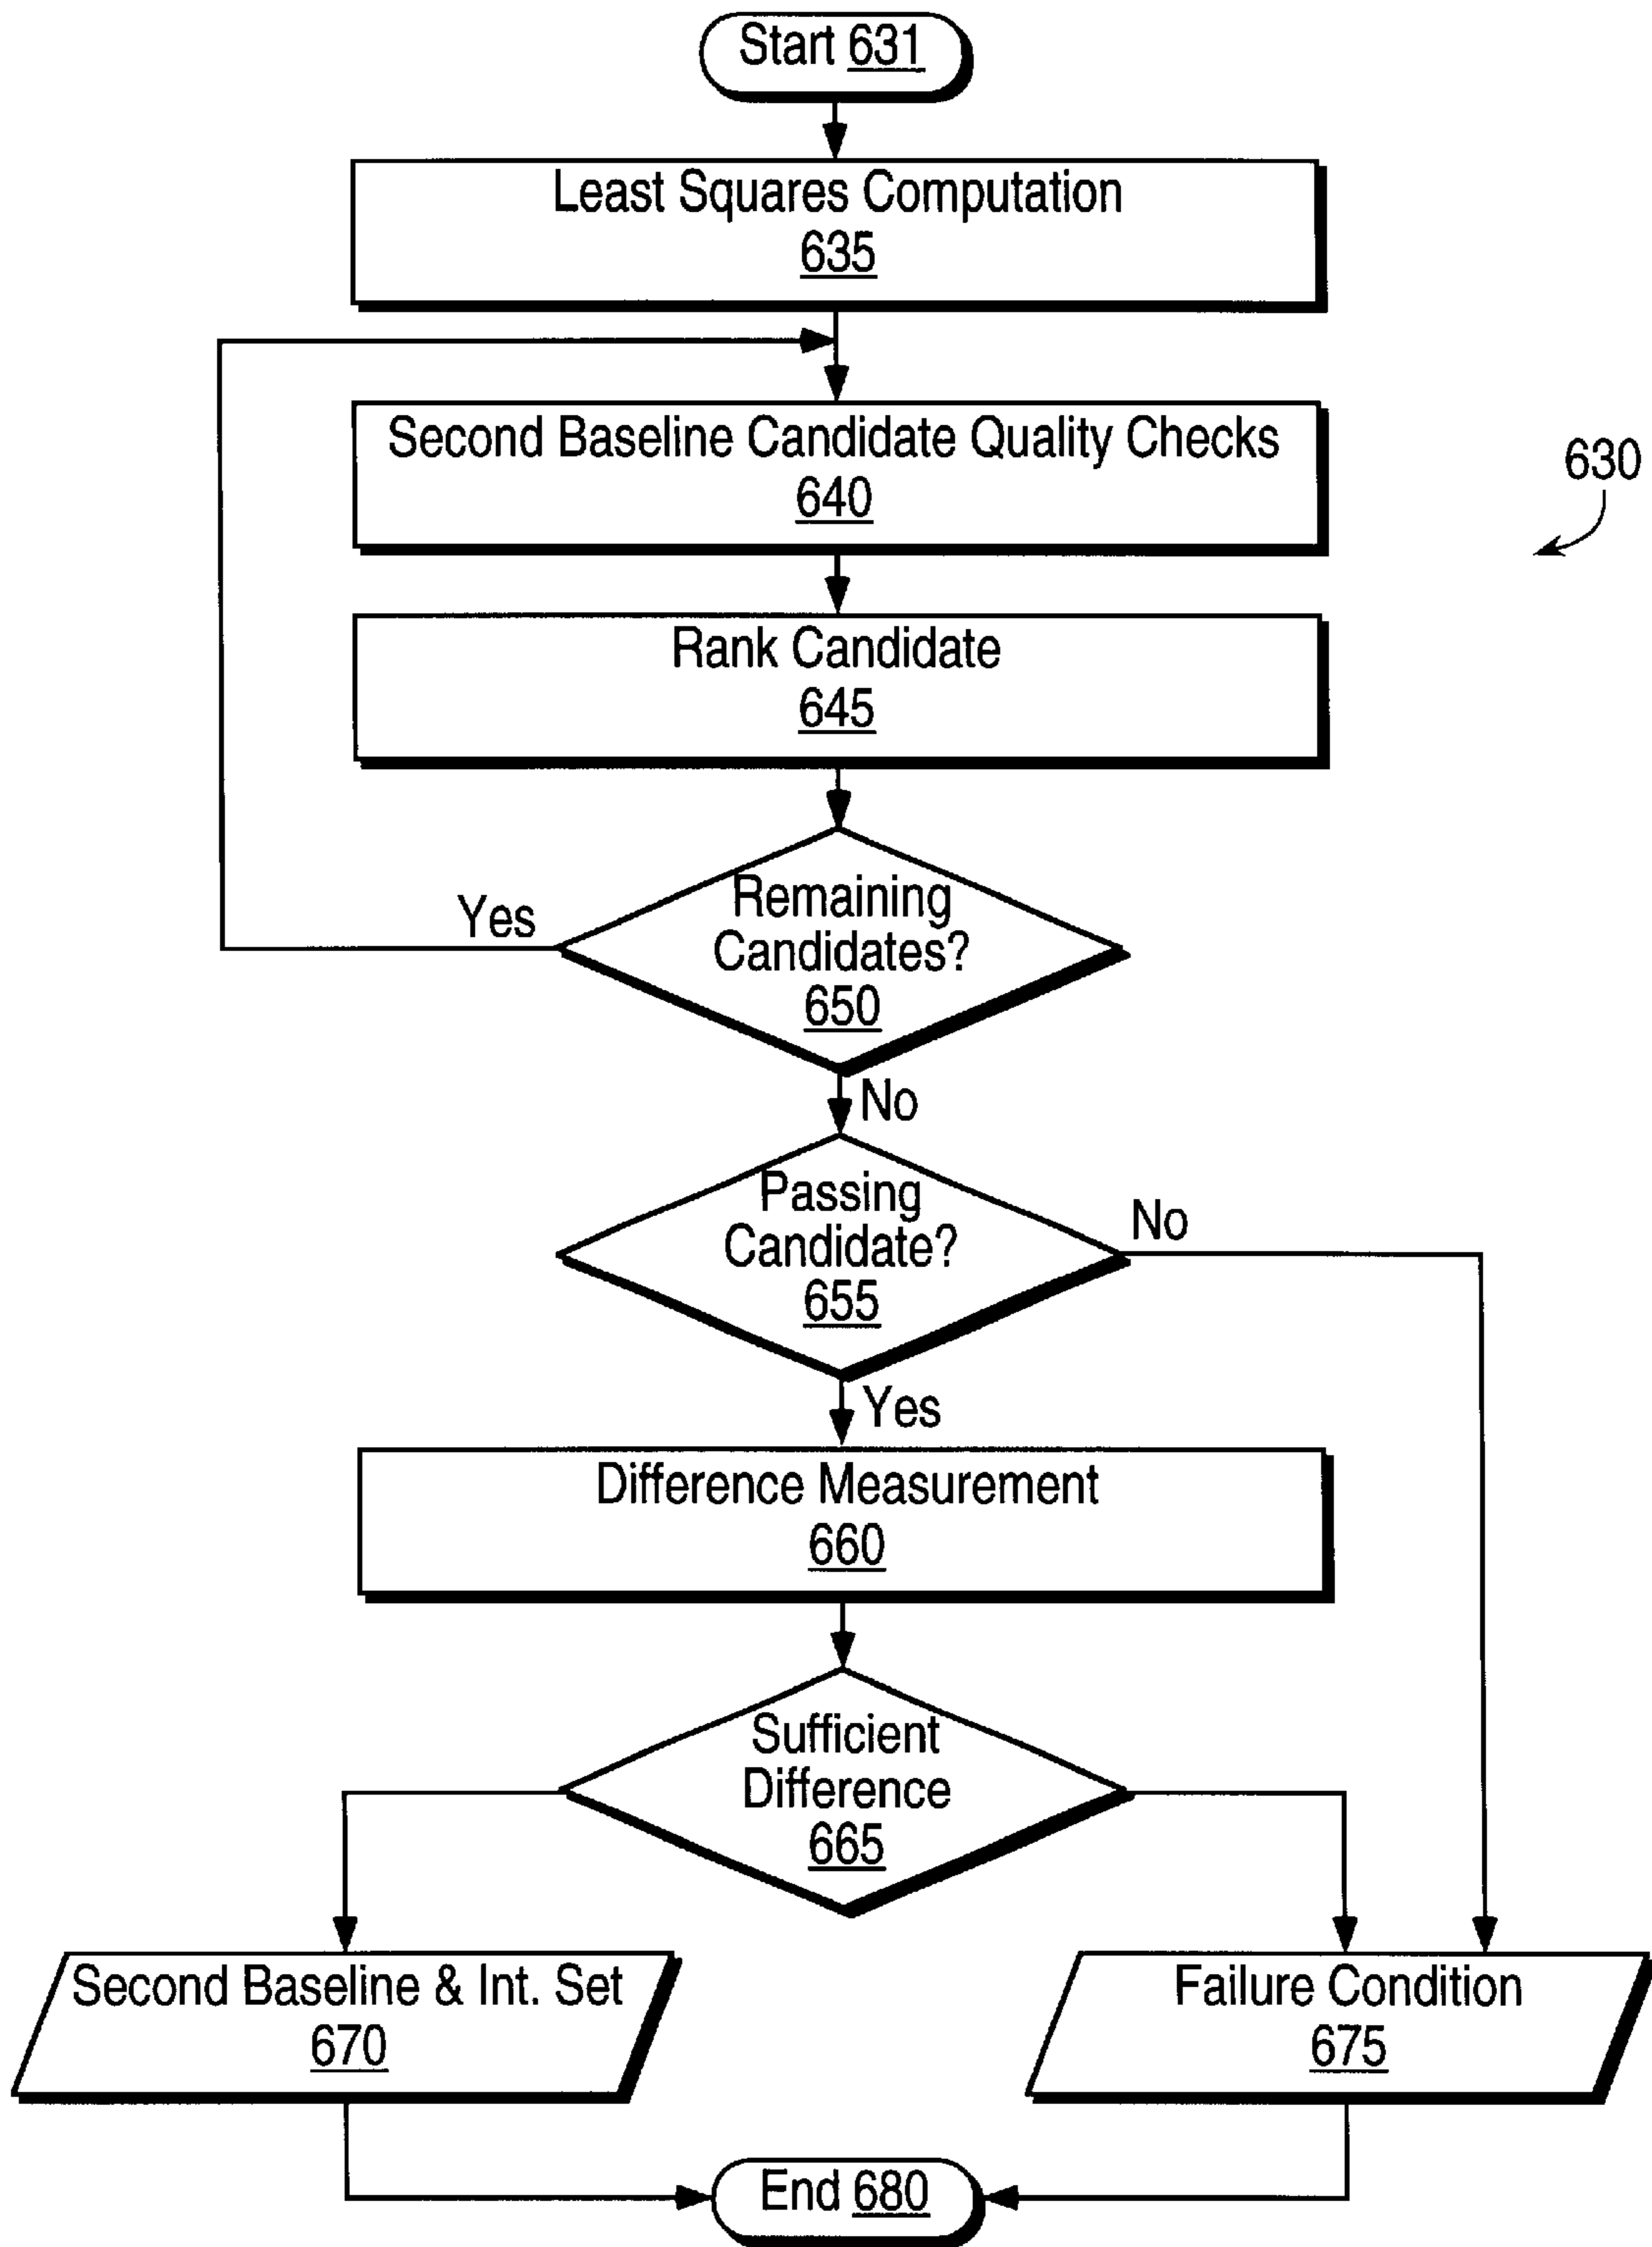 Start 631
Least Squares Computation
635
Second Baseline Candidate Quality Checks
640
630
Rank Candidate
645
Remaining
Candidates?
650
Yes
No
Passing
Candidate?
655
No
Yes
Difference Measurement
660
Sufficient
Difference
665
Second Baseline & Int. Set
670
Failure Condition
675
End 680